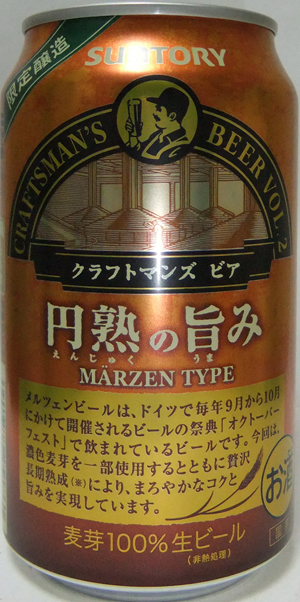 限定醸造
SUNTORY
CRAFTSMAN'S BEER VOL.2
クラフトマンズ ビア
円熟の旨み
えんじゅく うま
MÄRZEN TYPE
メルツェンビールは、ドイツで毎年9月から10月
にかけて開催されるビールの祭典「オクトーバー
フェスト」で飲まれているビールです。今回は、
濃色麦芽を一部使用するとともに贅沢
長期熟成(※)により、まろやかなコクと
旨みを実現しています。
お酒
麦芽100%生ビール
(非熱処理)